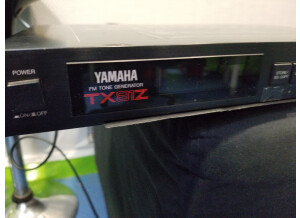 POWER
YAMAHA
FM TONE GENERATOR
TX81Z